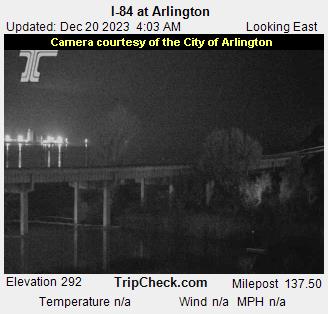 I-84 at Arlington
Updated: Dec 20 2023 4:03 AM Looking East
Camera courtesy of the City of Arlington
Elevation 292 TripCheck.com Milepost 137.50
Temperature n/a Wind n/a MPH n/a